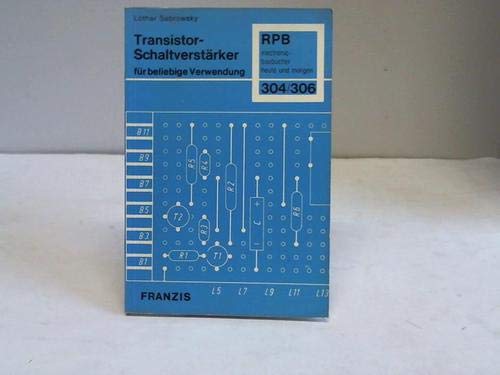 Lothar Sabrowsky
Transistor-
Schaltverstärker
für beliebige Verwendung
RPB
electronic-
taschenbücher
heute und morgen
304/306
B11
B9
B7
B5
B3
B1
R5
R4
R2
R6
T2
R3
C
+
−
R1
T1
L5 L7 L9 L11 L13
FRANZIS